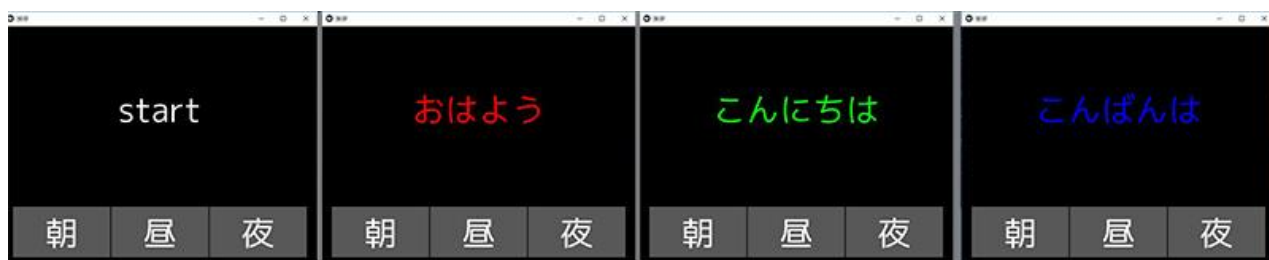 start
おはよう
こんにちは
こんばんは
朝 昼 夜
朝 昼 夜
朝 昼 夜
朝 昼 夜